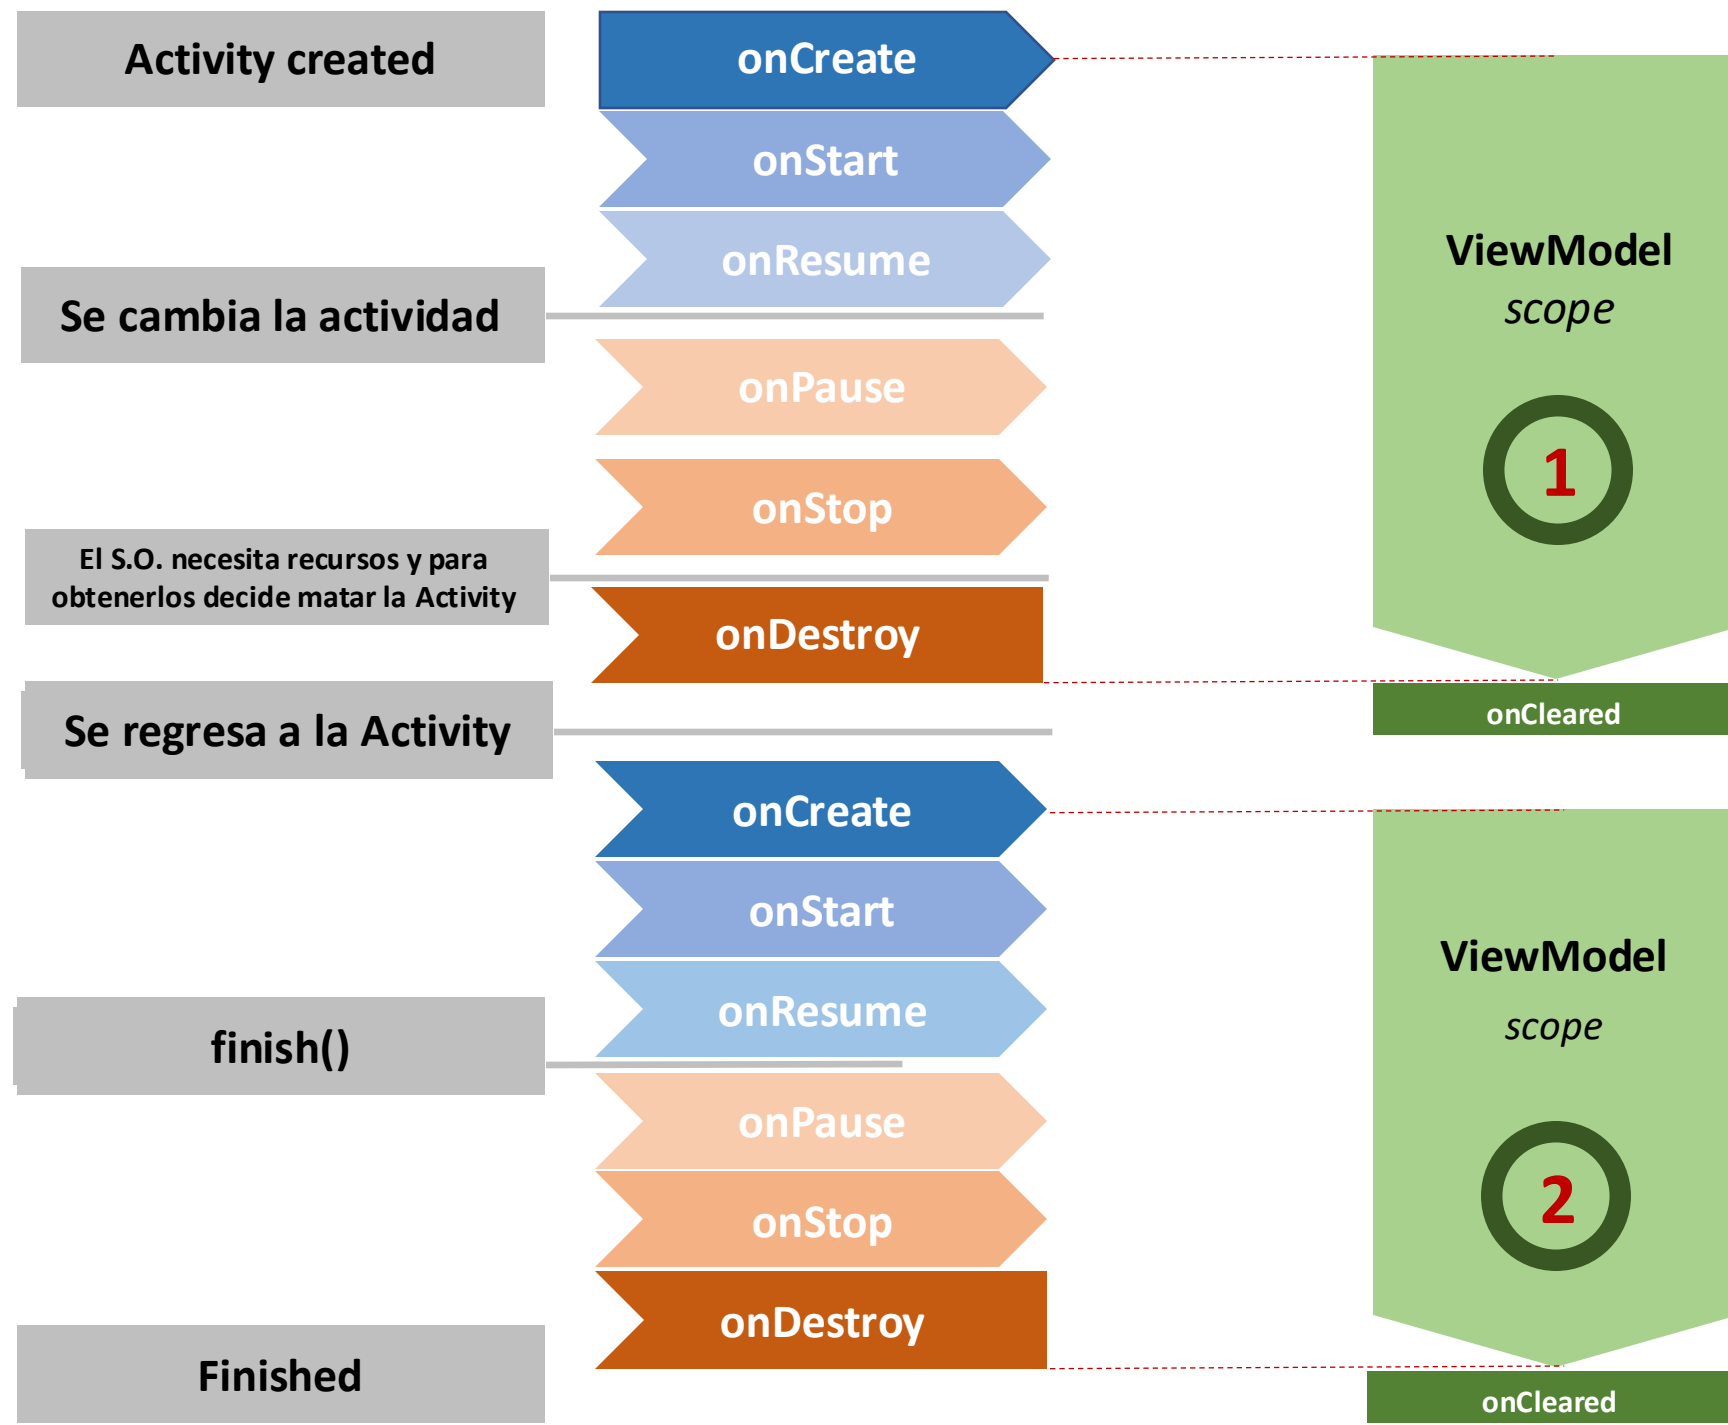 Activity created
onCreate
onStart
onResume
Se cambia la actividad
onPause
onStop
El S.O. necesita recursos y para
obtenerlos decide matar la Activity
onDestroy
ViewModel
scope
1
onCleared
Se regresa a la Activity
onCreate
onStart
onResume
finish()
onPause
onStop
onDestroy
Finished
ViewModel
scope
2
onCleared